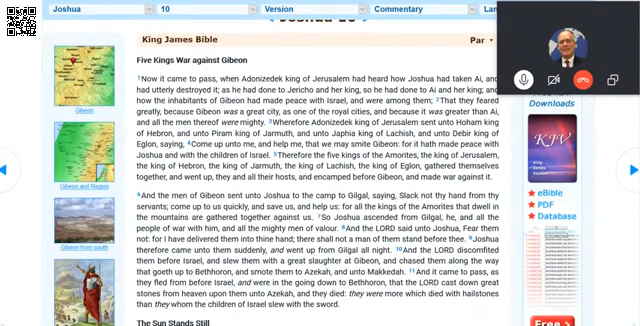 Joshua
10
Version
Commentary
King James Bible
Par
Five Kings War against Gibeon
1Now it came to pass, when Adonizedek king of Jerusalem had heard how Joshua had taken Ai, and
had utterly destroyed it; as he had done to Jericho and her king, so he had done to Ai and her king; and
how the inhabitants of Gibeon had made peace with Israel, and were among them; 2That they feared
greatly, because Gibeon was a great city, as one of the royal cities, and because it was greater than Ai,
and all the men thereof were mighty. 3Wherefore Adonizedek king of Jerusalem sent unto Hoham king
of Hebron, and unto Piram king of Jarmuth, and unto Japhia king of Lachish, and unto Debir king of
Eglon, saying, 4Come up unto me, and help me, that we may smite Gibeon: for it hath made peace with
Joshua and with the children of Israel. 5Therefore the five kings of the Amorites, the king of Jerusalem,
the king of Hebron, the king of Jarmuth, the king of Lachish, the king of Eglon, gathered themselves
together, and went up, they and all their hosts, and encamped before Gibeon, and made war against it.
6And the men of Gibeon sent unto Joshua to the camp to Gilgal, saying, Slack not thy hand from thy
servants; come up to us quickly, and save us, and help us: for all the kings of the Amorites that dwell in
the mountains are gathered together against us. 7So Joshua ascended from Gilgal, he, and all the
people of war with him, and all the mighty men of valour. 8And the LORD said unto Joshua, Fear them
not: for I have delivered them into thine hand; there shall not a man of them stand before thee. 9Joshua
therefore came unto them suddenly, and went up from Gilgal all night. 10And the LORD discomfited
them before Israel, and slew them with a great slaughter at Gibeon, and chased them along the way
that goeth up to Bethhoron, and smote them to Azekah, and unto Makkedah. 11And it came to pass, as
they fled from before Israel, and were in the going down to Bethhoron, that the LORD cast down great
stones from heaven upon them unto Azekah, and they died: they were more which died with hailstones
than they whom the children of Israel slew with the sword.
The Sun Stands Still
Gibeon
Gibeon and Region
Gibeon from south
Downloads
KJV
King
James
Version
eBible
PDF
Database
Free